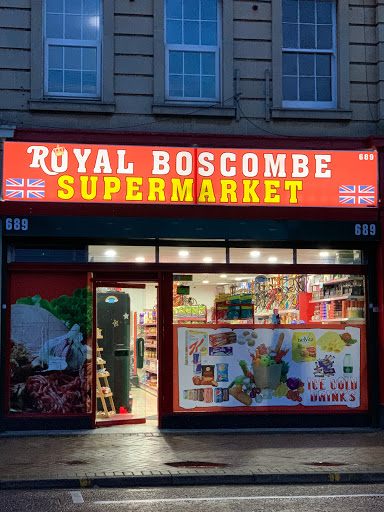 ROYAL BOSCOMBE 689
SUPERMARKET
689 689
ICE COLD
DRINKS